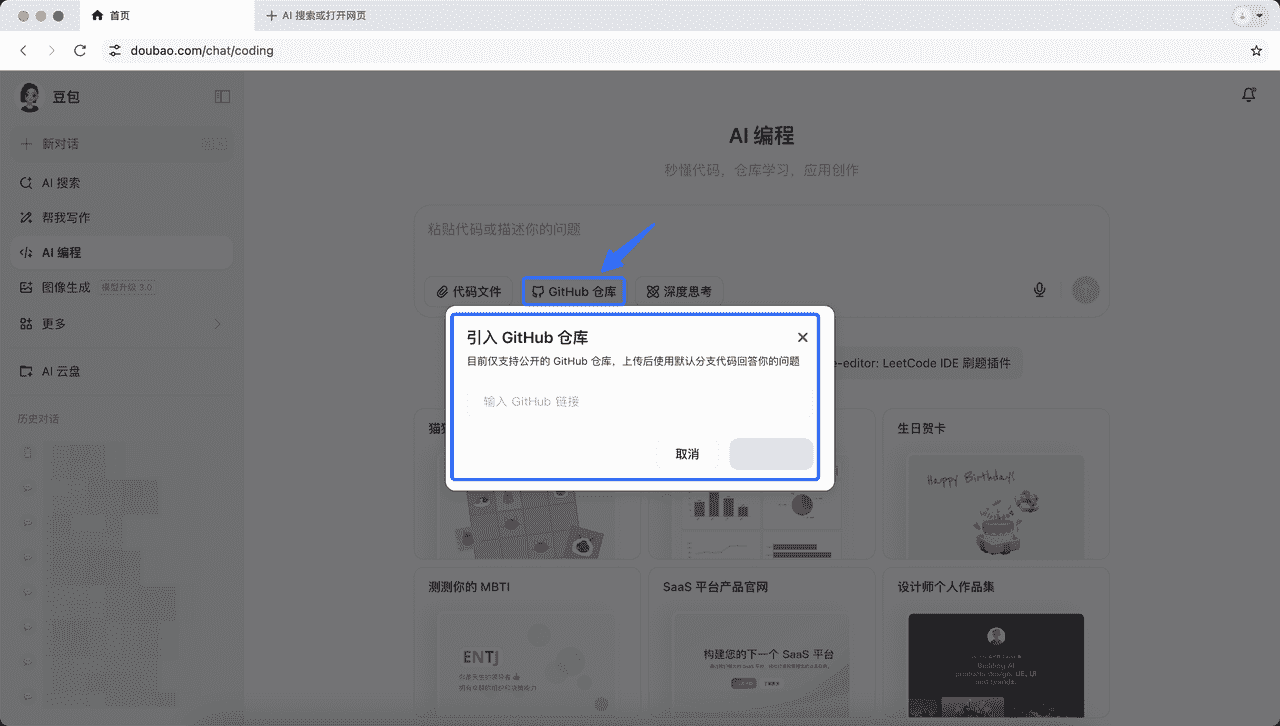 首页
AI 搜索或打开网页
doubao.com/chat/coding
豆包
新对话
AI 搜索
帮我写作
AI 编程
图像生成 模型升级 3.0
更多
AI 云盘
历史对话
AI 编程
秒懂代码，仓库学习、应用创作
粘贴代码或描述你的问题
代码文件
GitHub 仓库
深度思考
引入 GitHub 仓库
目前仅支持公开的 GitHub 仓库，上传后使用默认分支代码回答你的问题
输入 GitHub 链接
取消
e-editor: LeetCode IDE 刷题插件
生日贺卡
Happy Birthday!
测测你的 MBTI
ENTJ
SaaS 平台产品官网
构建您的下一个 SaaS 平台
设计师个人作品集